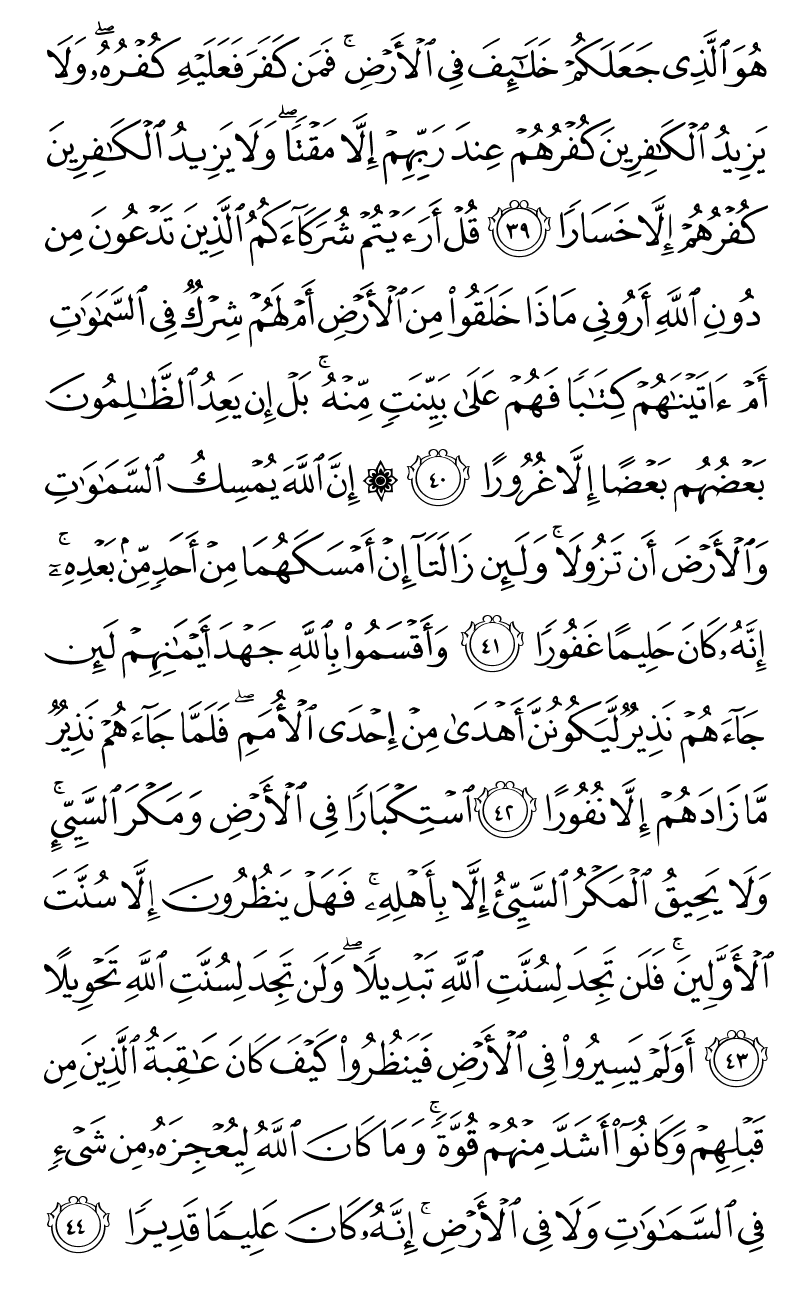 هُوَ ٱلَّذِى جَعَلَكُمْ خَلَـٰٓئِفَ فِى ٱلْأَرْضِ ۚ فَمَن كَفَرَ فَعَلَيْهِ كُفْرُهُۥ ۖ وَلَا
يَزِيدُ ٱلْكَـٰفِرِينَ كُفْرُهُمْ عِندَ رَبِّهِمْ إِلَّا مَقْتًا ۖ وَلَا يَزِيدُ ٱلْكَـٰفِرِينَ
كُفْرُهُمْ إِلَّا خَسَارًا ٣٩ قُلْ أَرَءَيْتُمْ شُرَكَآءَكُمُ ٱلَّذِينَ تَدْعُونَ مِن
دُونِ ٱللَّهِ أَرُونِى مَاذَا خَلَقُوا۟ مِنَ ٱلْأَرْضِ أَمْ لَهُمْ شِرْكٌ فِى ٱلسَّمَـٰوَٰتِ
أَمْ ءَاتَيْنَـٰهُمْ كِتَـٰبًا فَهُمْ عَلَىٰ بَيِّنَتٍ مِّنْهُ ۚ بَلْ إِن يَعِدُ ٱلظَّـٰلِمُونَ
بَعْضُهُم بَعْضًا إِلَّا غُرُورًا ٤٠ ۞ إِنَّ ٱللَّهَ يُمْسِكُ ٱلسَّمَـٰوَٰتِ
وَٱلْأَرْضَ أَن تَزُولَا ۚ وَلَئِن زَالَتَآ إِنْ أَمْسَكَهُمَا مِنْ أَحَدٍ مِّنۢ بَعْدِهِۦٓ ۚ
إِنَّهُۥ كَانَ حَلِيمًا غَفُورًا ٤١ وَأَقْسَمُوا۟ بِٱللَّهِ جَهْدَ أَيْمَـٰنِهِمْ لَئِن
جَآءَهُمْ نَذِيرٌ لَّيَكُونُنَّ أَهْدَىٰ مِنْ إِحْدَى ٱلْأُمَمِ ۖ فَلَمَّا جَآءَهُمْ نَذِيرٌ
مَّا زَادَهُمْ إِلَّا نُفُورًا ٤٢ ٱسْتِكْبَارًا فِى ٱلْأَرْضِ وَمَكْرَ ٱلسَّيِّئِ ۚ
وَلَا يَحِيقُ ٱلْمَكْرُ ٱلسَّيِّئُ إِلَّا بِأَهْلِهِۦ ۚ فَهَلْ يَنظُرُونَ إِلَّا سُنَّتَ
ٱلْأَوَّلِينَ ۚ فَلَن تَجِدَ لِسُنَّتِ ٱللَّهِ تَبْدِيلًا ۖ وَلَن تَجِدَ لِسُنَّتِ ٱللَّهِ تَحْوِيلًا
٤٣ أَوَلَمْ يَسِيرُوا۟ فِى ٱلْأَرْضِ فَيَنظُرُوا۟ كَيْفَ كَانَ عَـٰقِبَةُ ٱلَّذِينَ مِن
قَبْلِهِمْ وَكَانُوٓا۟ أَشَدَّ مِنْهُمْ قُوَّةً ۚ وَمَا كَانَ ٱللَّهُ لِيُعْجِزَهُۥ مِن شَىْءٍ
فِى ٱلسَّمَـٰوَٰتِ وَلَا فِى ٱلْأَرْضِ ۚ إِنَّهُۥ كَانَ عَلِيمًا قَدِيرًا ٤٤